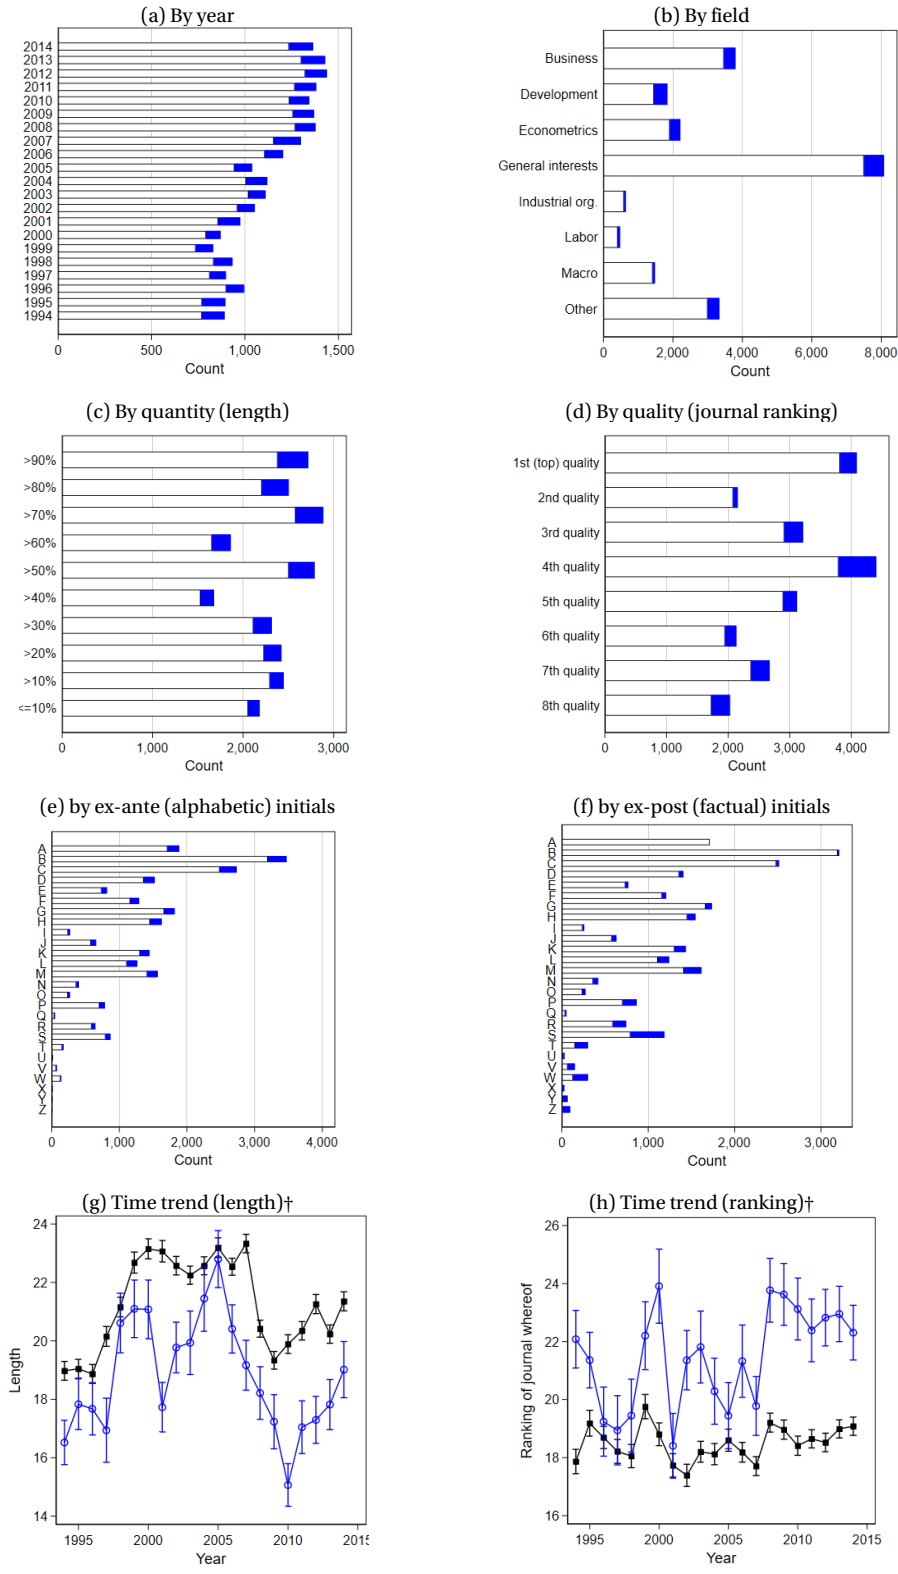 (a) By year
2014
2013
2012
2011
2010
2009
2008
2007
2006
2005
2004
2003
2002
2001
2000
1999
1998
1997
1996
1995
1994
0 500 1,000 1,500
Count
(b) By field
Business
Development
Econometrics
General interests
Industrial org.
Labor
Macro
Other
0 2,000 4,000 6,000 8,000
Count
(c) By quantity (length)
>90%
>80%
>70%
>60%
>50%
>40%
>30%
>20%
>10%
<=10%
0 1,000 2,000 3,000
Count
(d) By quality (journal ranking)
1st (top) quality
2nd quality
3rd quality
4th quality
5th quality
6th quality
7th quality
8th quality
0 1,000 2,000 3,000 4,000
Count
(e) by ex-ante (alphabetic) initials
A
B
C
D
E
F
G
H
I
J
K
L
M
N
O
P
Q
R
S
T
U
V
W
X
Y
Z
0 1,000 2,000 3,000 4,000
Count
(f) by ex-post (factual) initials
A
B
C
D
E
F
G
H
I
J
K
L
M
N
O
P
Q
R
S
T
U
V
W
X
Y
Z
0 1,000 2,000 3,000
Count
(g) Time trend (length)†
Length
24
22
20
18
16
14
1995 2000 2005 2010 2015
Year
(h) Time trend (ranking)†
Ranking of journal whereof
26
24
22
20
18
16
1995 2000 2005 2010 2015
Year